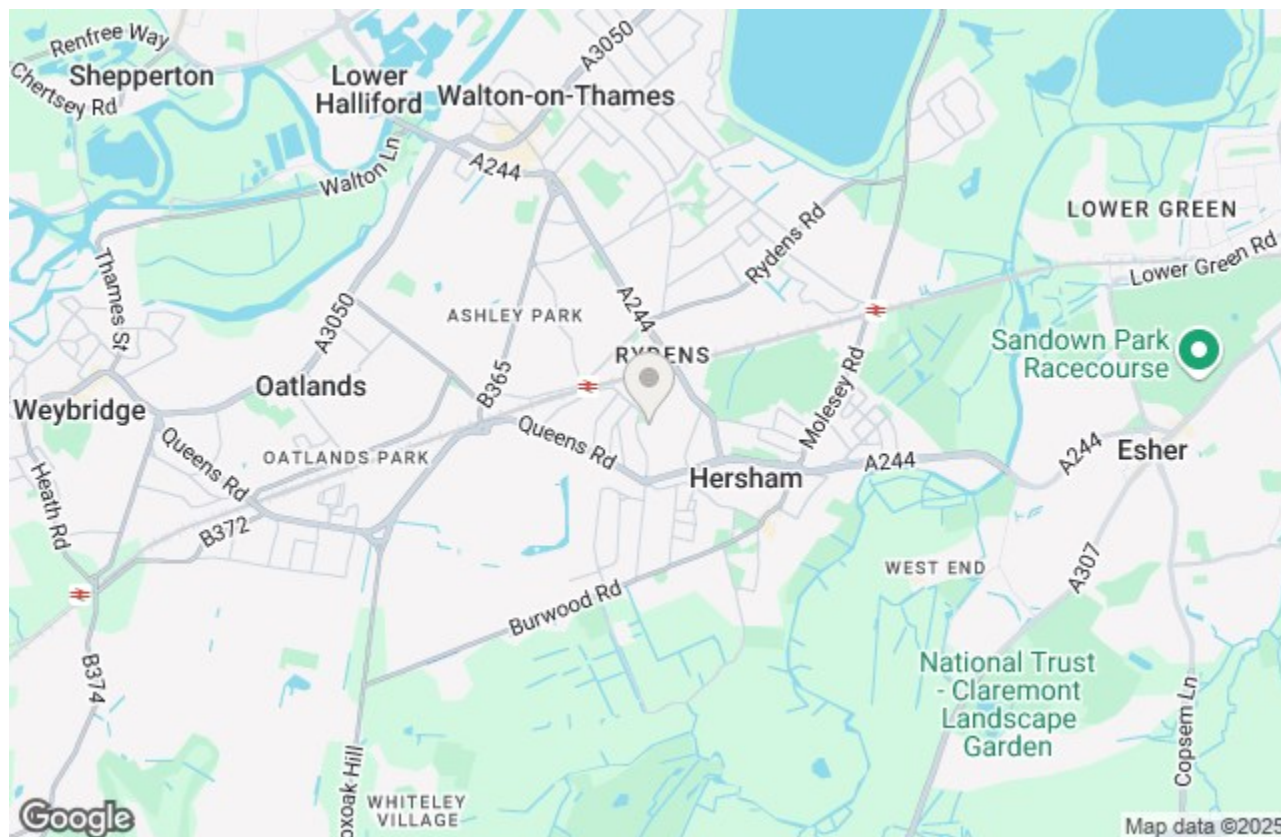 Renfree Way
Shepperton
Chertsey Rd
Lower
Halliford
Walton-on-Thames
A3050
A244
Walton Ln
LOWER GREEN
Rydens Rd
Lower Green Rd
Thames St
A3050
ASHLEY PARK
A244
RYDENS
Sandown Park
Racecourse
Oatlands
B365
Molesey Rd
Weybridge
Queens Rd
OATLANDS PARK
Queens Rd
Hersham
A244
A244
Esher
Heath Rd
B372
WEST END
A307
Burwood Rd
B374
National Trust
- Claremont
Landscape
Garden
Copsem Ln
oxoak Hill
WHITELEY
VILLAGE
Google
Map data ©2025